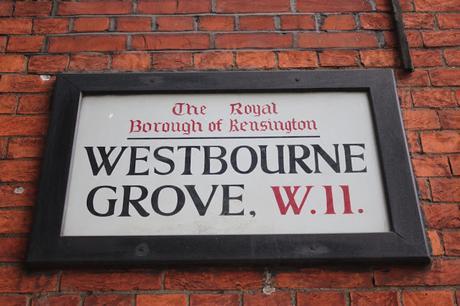 The Royal
Borough of Kensington
WESTBOURNE
GROVE, W.11.